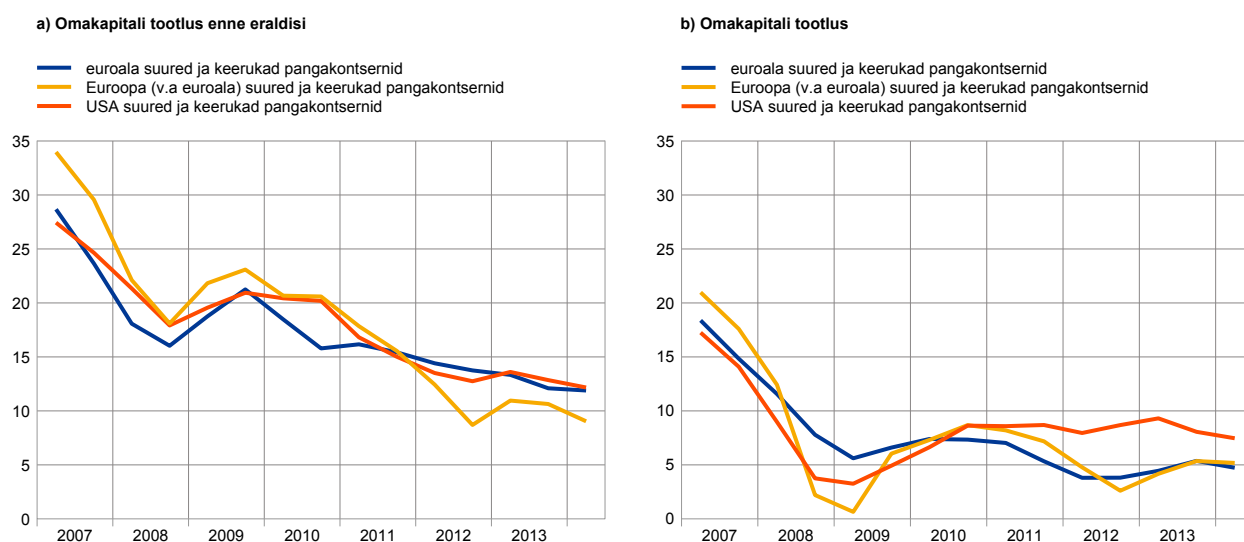 a) Omakapitali tootlus enne eraldisi
euroala suured ja keerukad pangakontsernid
Euroopa (v.a euroala) suured ja keerukad pangakontsernid
USA suured ja keerukad pangakontsernid
35
30
25
20
15
10
5
0
2007 2008 2009 2010 2011 2012 2013
b) Omakapitali tootlus
euroala suured ja keerukad pangakontsernid
Euroopa (v.a euroala) suured ja keerukad pangakontsernid
USA suured ja keerukad pangakontsernid
35
30
25
20
15
10
5
0
2007 2008 2009 2010 2011 2012 2013